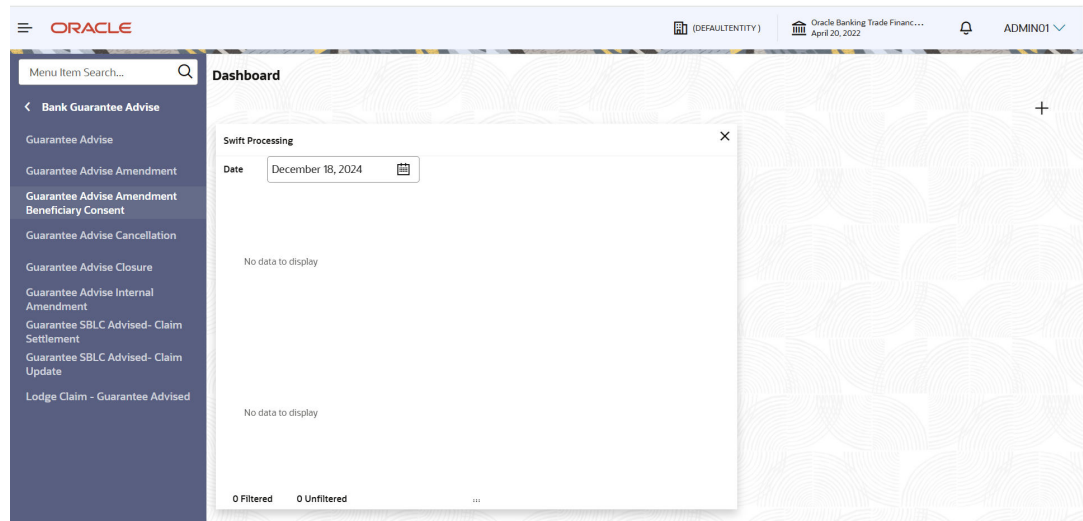 ORACLE
(DEFAULTENTITY )
Oracle Banking Trade Financ...
April 20, 2022
ADMIN01
Menu Item Search...
Dashboard
Bank Guarantee Advise
Guarantee Advise
Guarantee Advise Amendment
Guarantee Advise Amendment
Beneficiary Consent
Guarantee Advise Cancellation
Guarantee Advise Closure
Guarantee Advise Internal
Amendment
Guarantee SBLC Advised- Claim
Settlement
Guarantee SBLC Advised- Claim
Update
Lodge Claim - Guarantee Advised
Swift Processing
Date
December 18, 2024
No data to display
No data to display
0 Filtered
0 Unfiltered